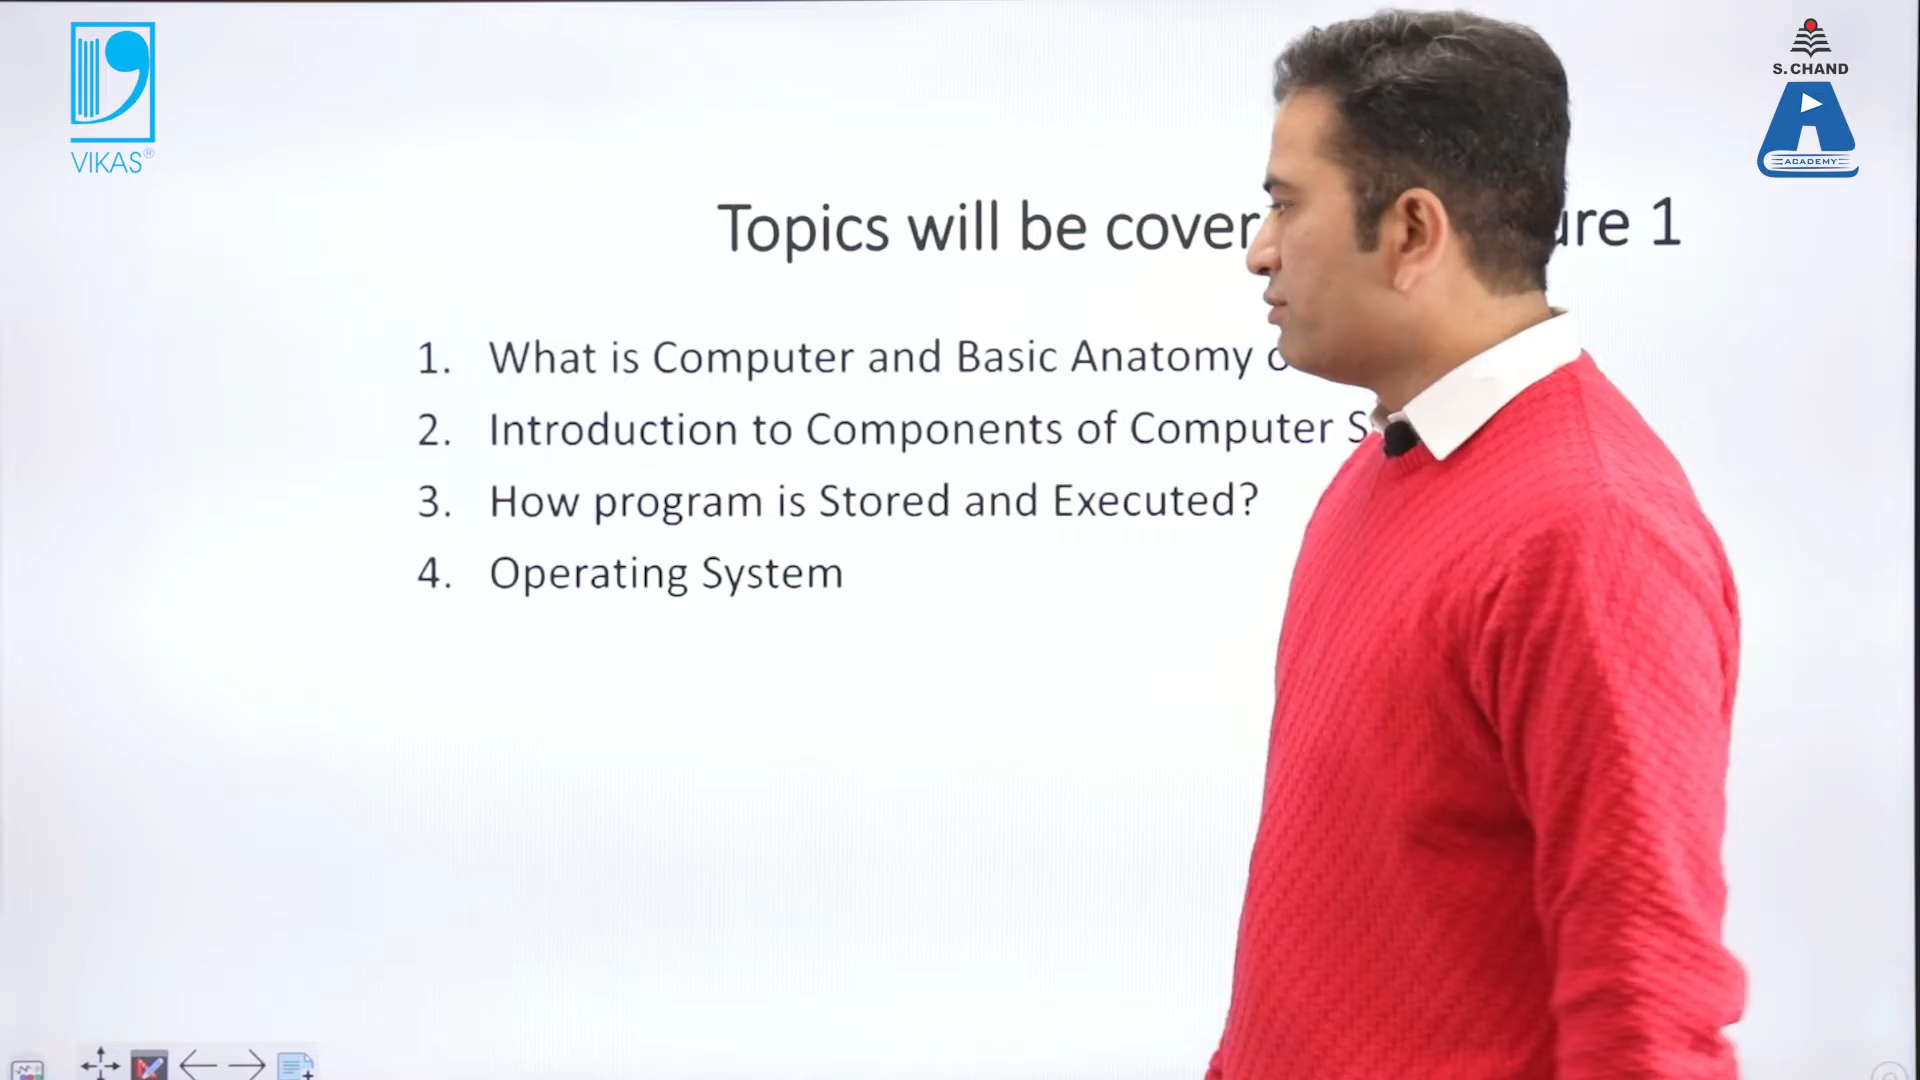 VIKAS®
S. CHAND
ACADEMY
Topics will be cover ure 1
1. What is Computer and Basic Anatomy
2. Introduction to Components of Computer S
3. How program is Stored and Executed?
4. Operating System